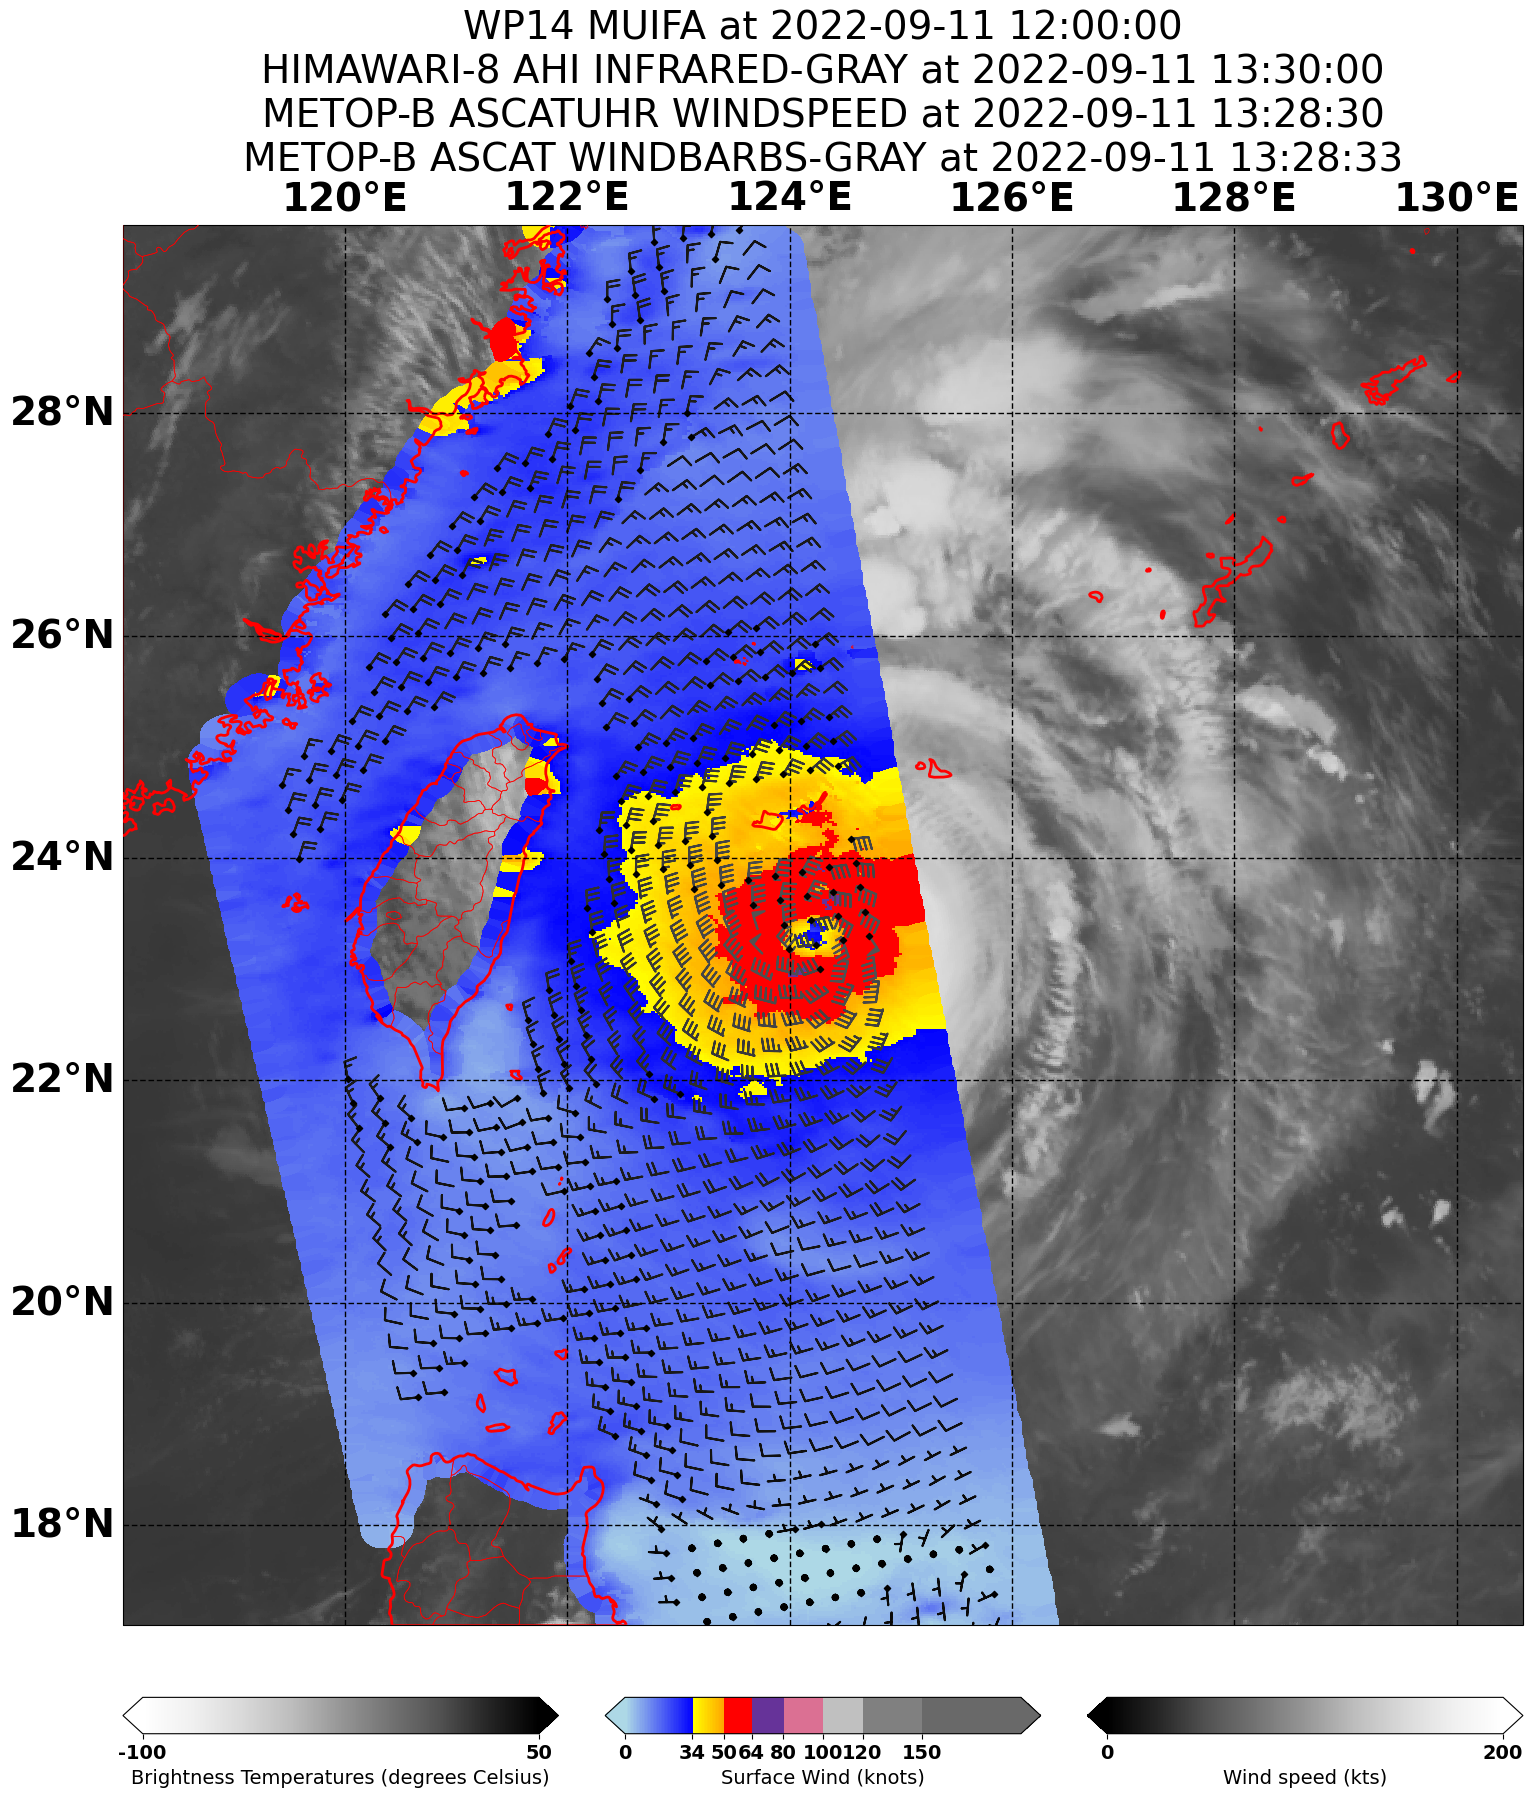 WP14 MUIFA at 2022-09-11 12:00:00
HIMAWARI-8 AHI INFRARED-GRAY at 2022-09-11 13:30:00
METOP-B ASCATUHR WINDSPEED at 2022-09-11 13:28:30
METOP-B ASCAT WINDBARBS-GRAY at 2022-09-11 13:28:33
120°E 122°E 124°E 126°E 128°E 130°E
28°N
26°N
24°N
22°N
20°N
18°N
-100 50
Brightness Temperatures (degrees Celsius)
0 34 50 64 80 100 120 150
Surface Wind (knots)
0 200
Wind speed (kts)